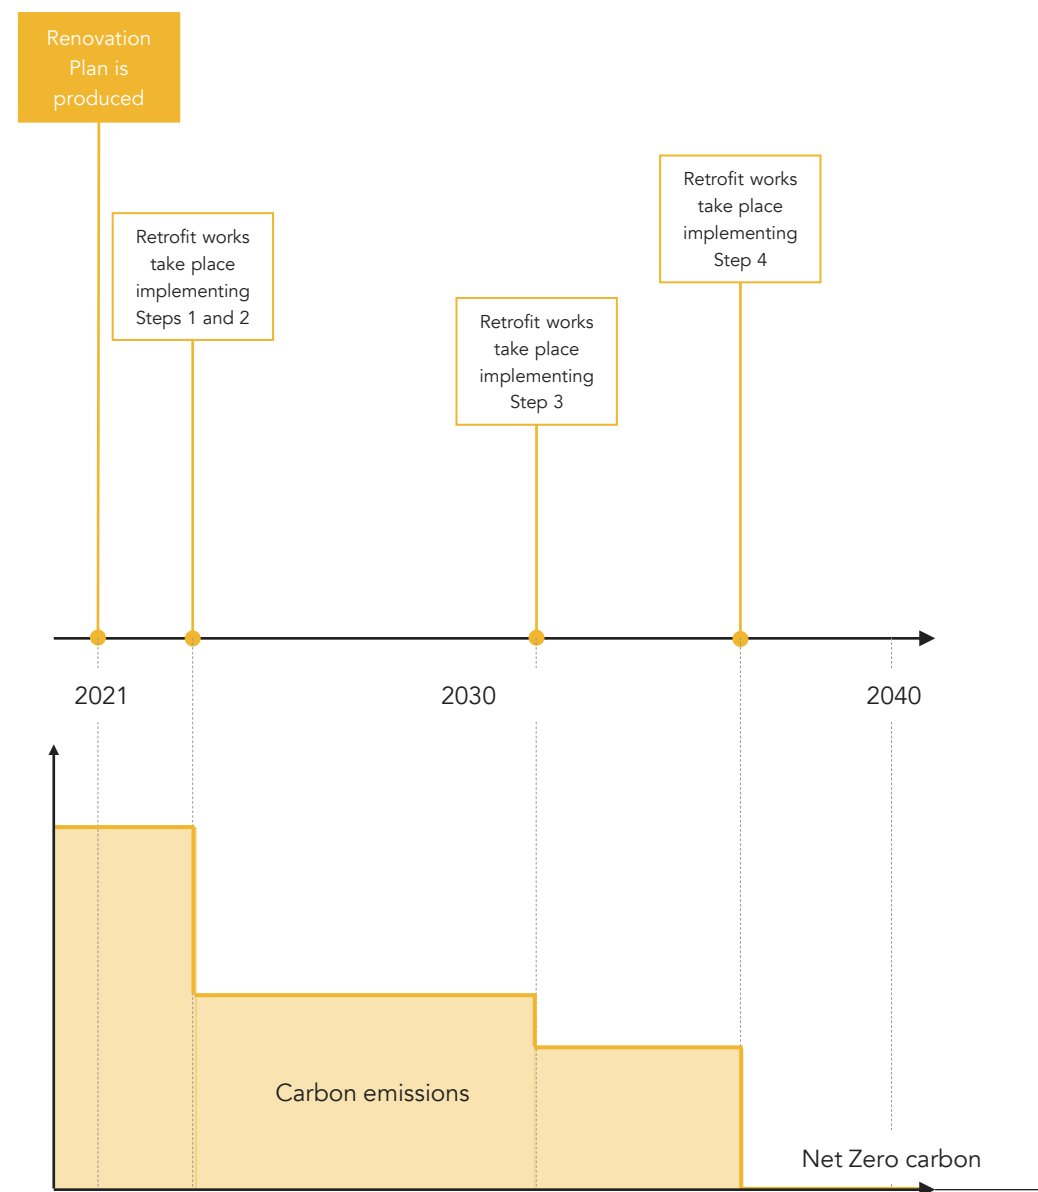 Renovation
Plan is
produced
Retrofit works
take place
implementing
Steps 1 and 2
Retrofit works
take place
implementing
Step 3
Retrofit works
take place
implementing
Step 4
2021
2030
2040
Carbon emissions
Net Zero carbon